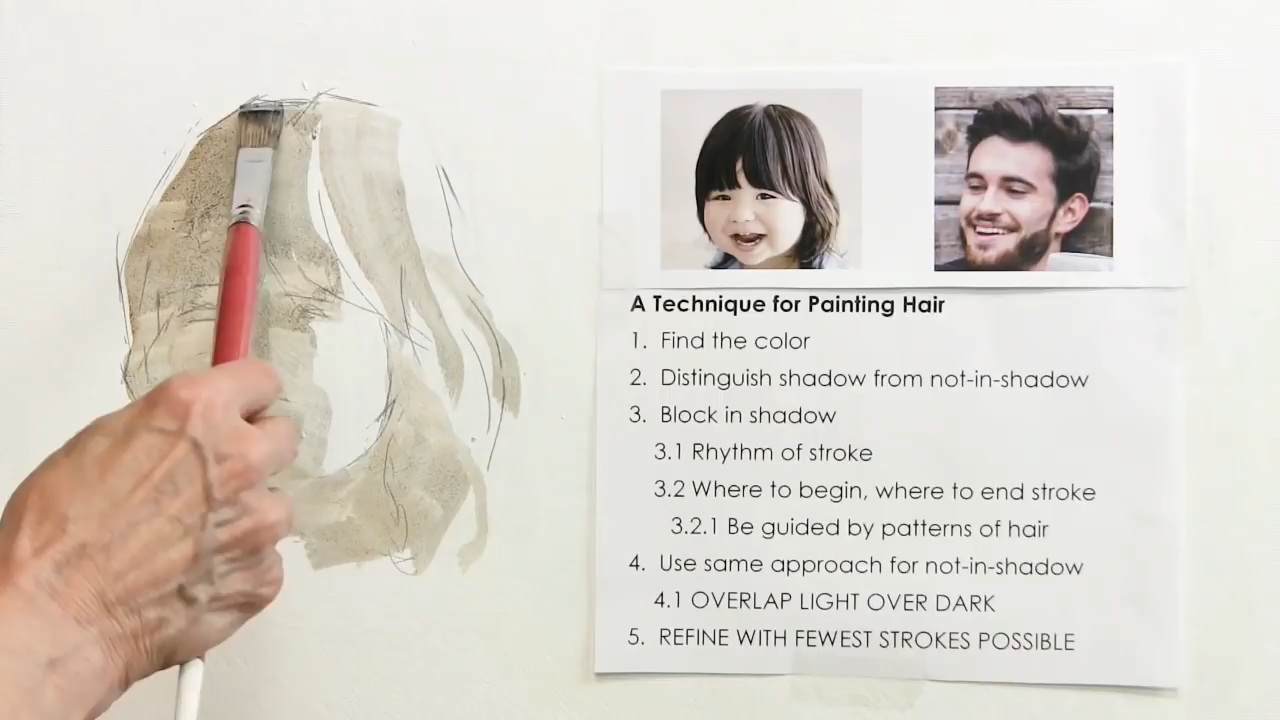 A Technique for Painting Hair
1. Find the color
2. Distinguish shadow from not-in-shadow
3. Block in shadow
3.1 Rhythm of stroke
3.2 Where to begin, where to end stroke
3.2.1 Be guided by patterns of hair
4. Use same approach for not-in-shadow
4.1 OVERLAP LIGHT OVER DARK
5. REFINE WITH FEWEST STROKES POSSIBLE